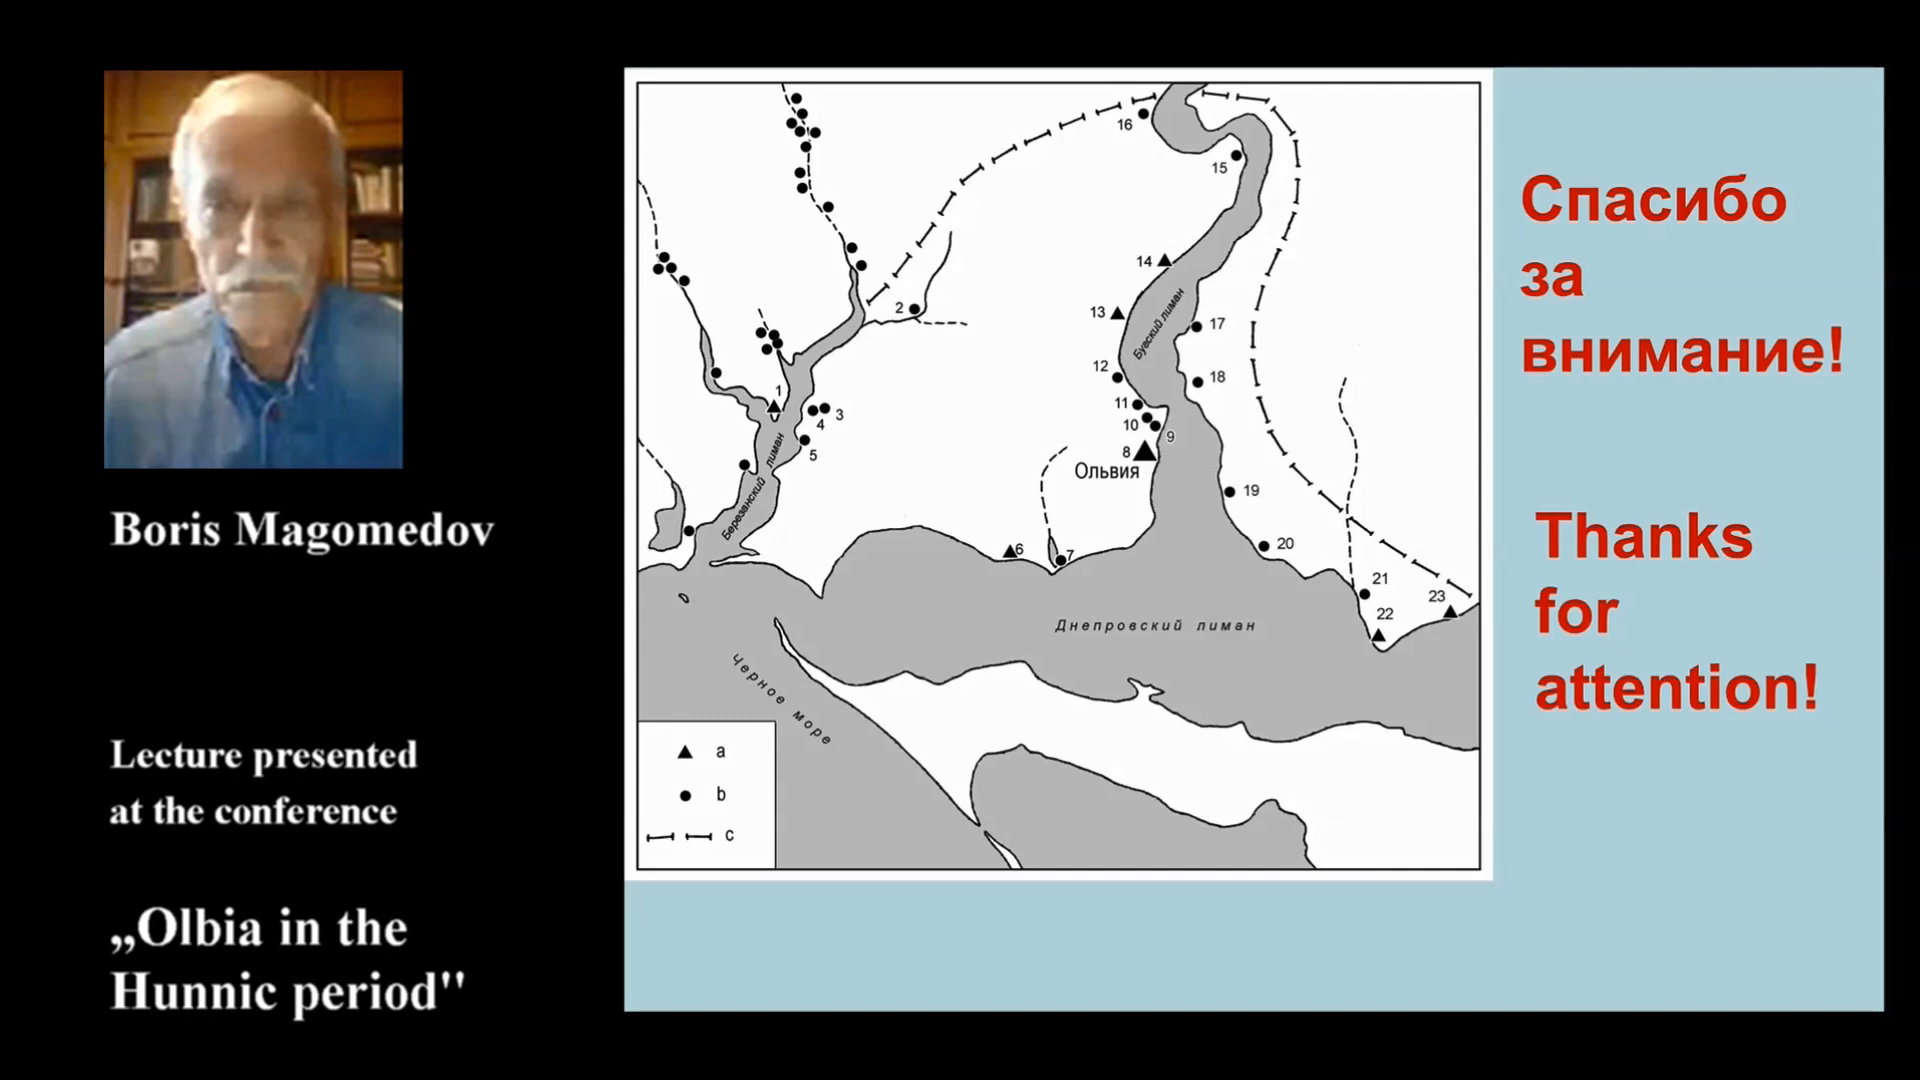 Boris Magomedov
Lecture presented
at the conference
„Olbia in the
Hunnic period"
16
15
14
2
13
17
12
18
1
11
3
4
10
9
5
8
Ольвия
19
20
6
7
21
23
22
Бугский лиман
Березанский лиман
Днепровский лиман
Черное море
a
b
c
Спасибо
за
внимание!
Thanks
for
attention!